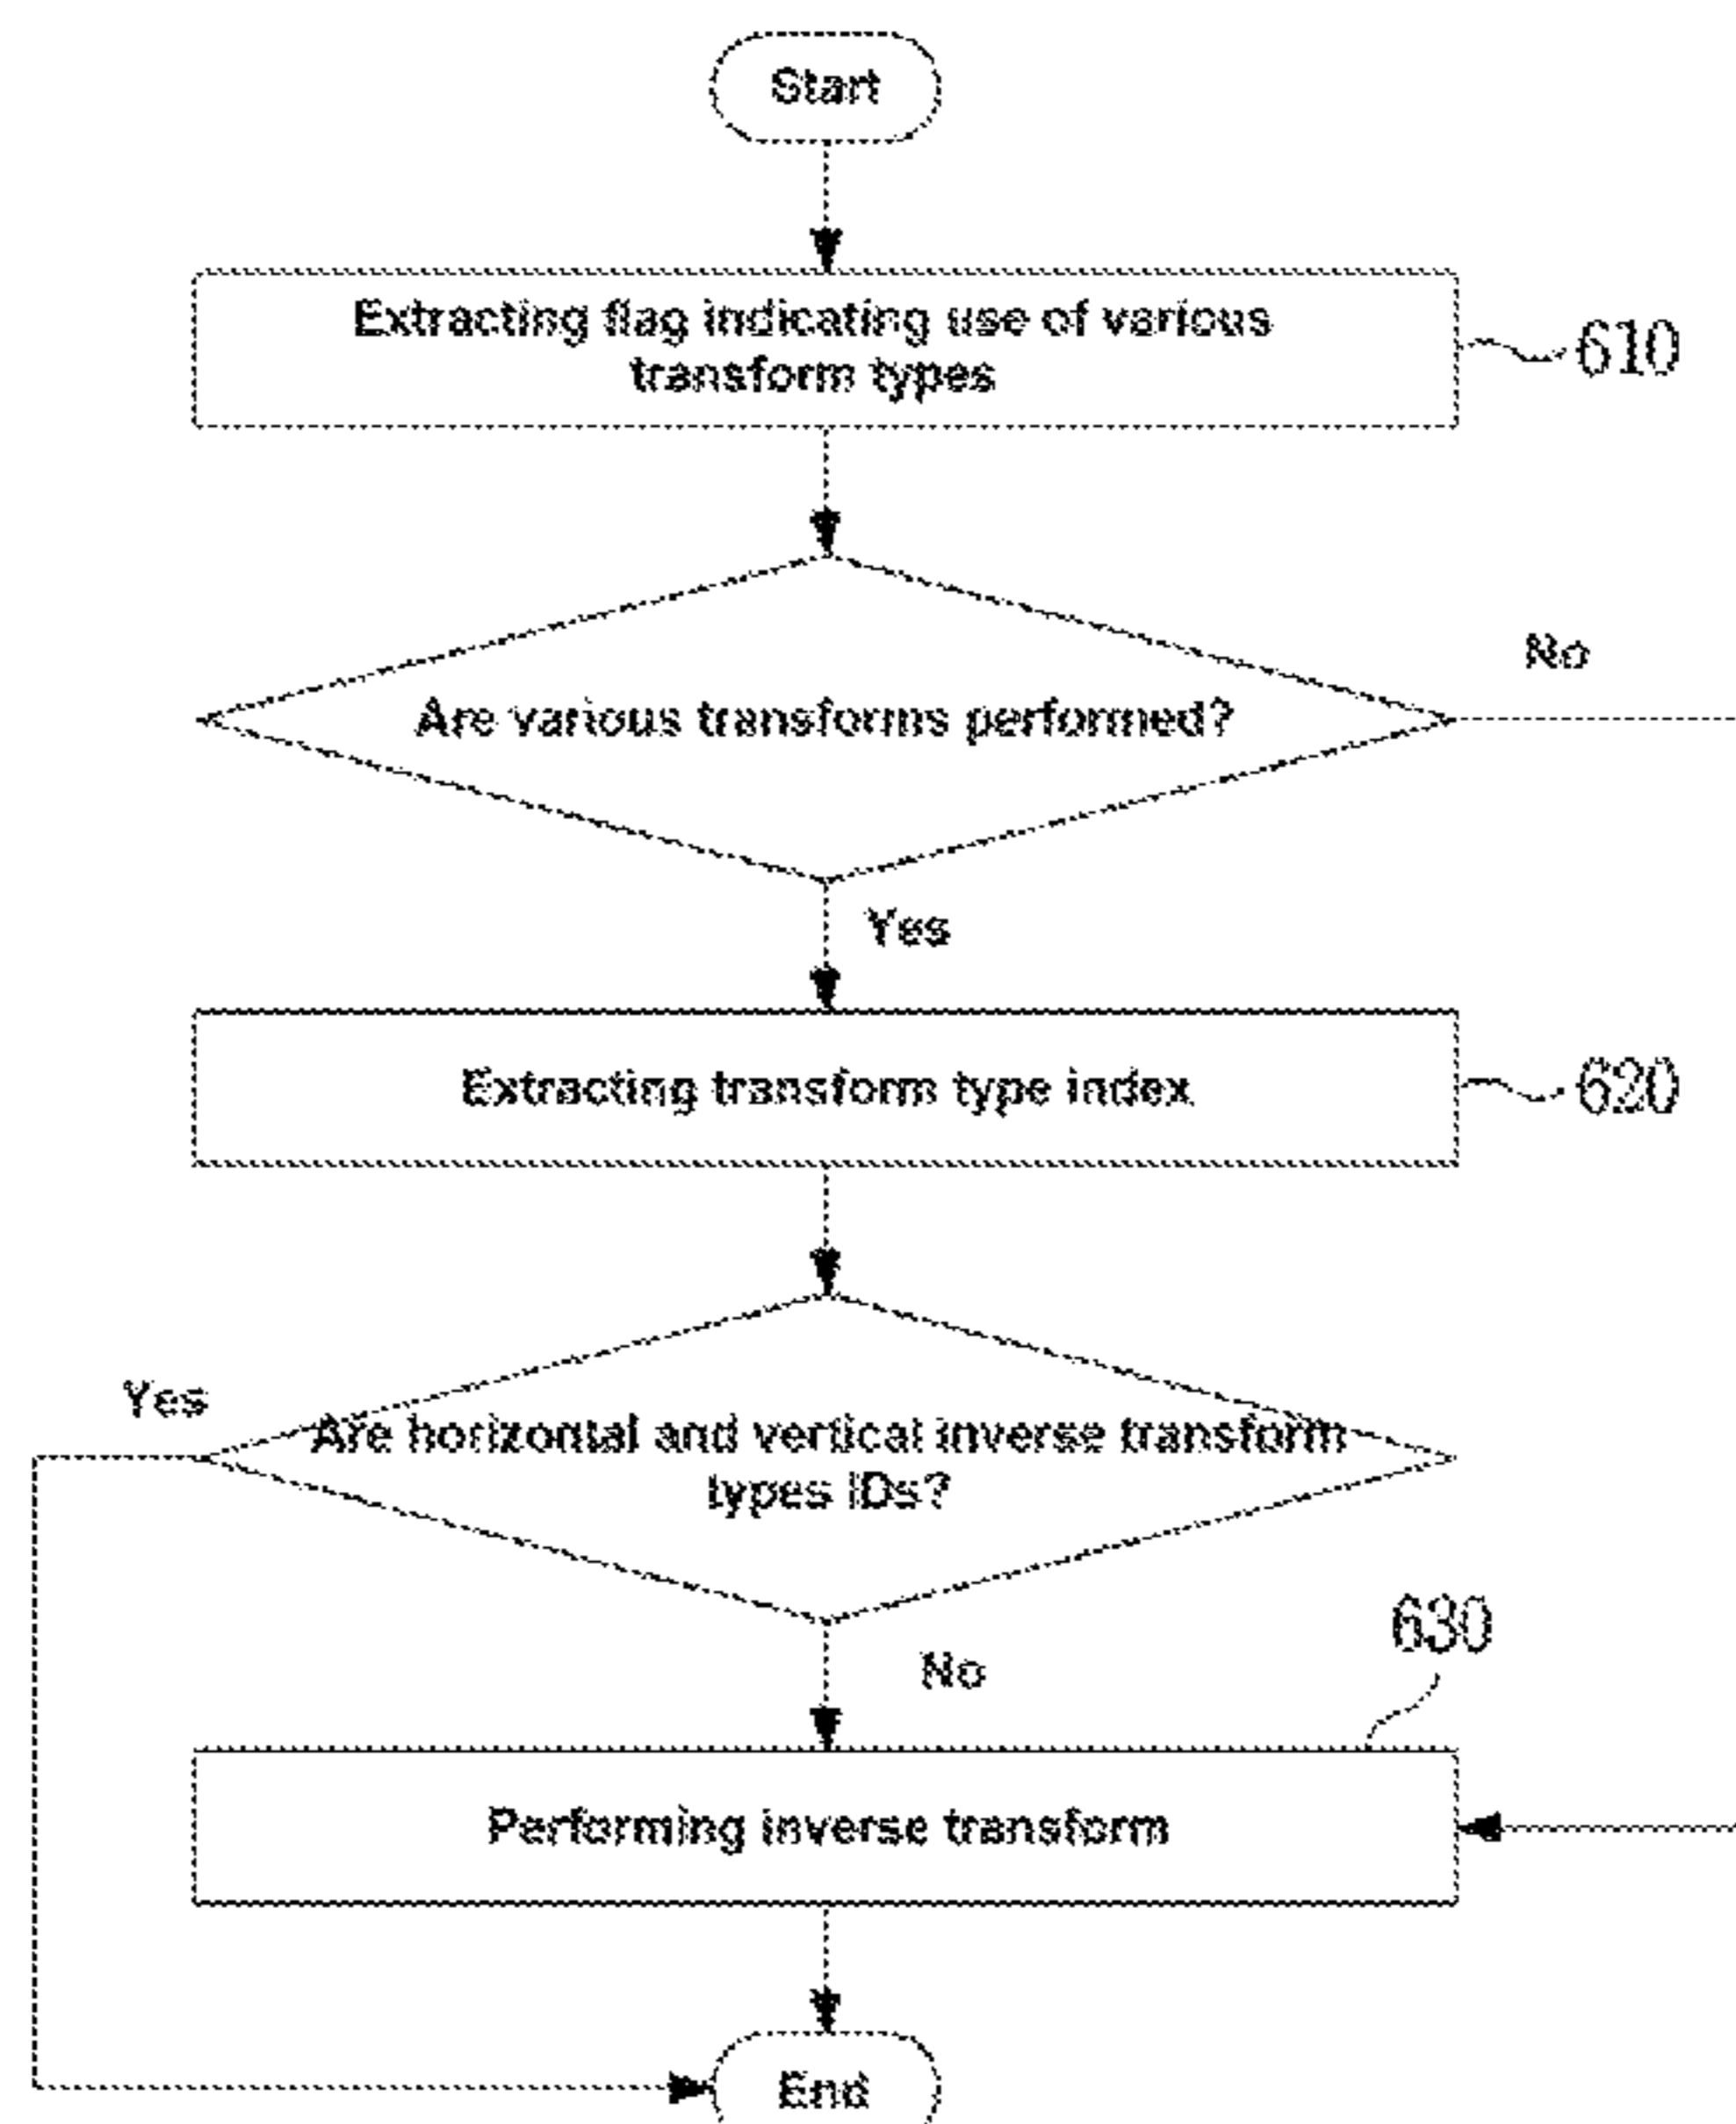 Start
Extracting flag indicating use of various
transform types
610
No
Are various transforms performed?
Yes
Extracting transform type index
620
Yes
Are horizontal and vertical inverse transform
types IDs?
630
No
Performing inverse transform
End